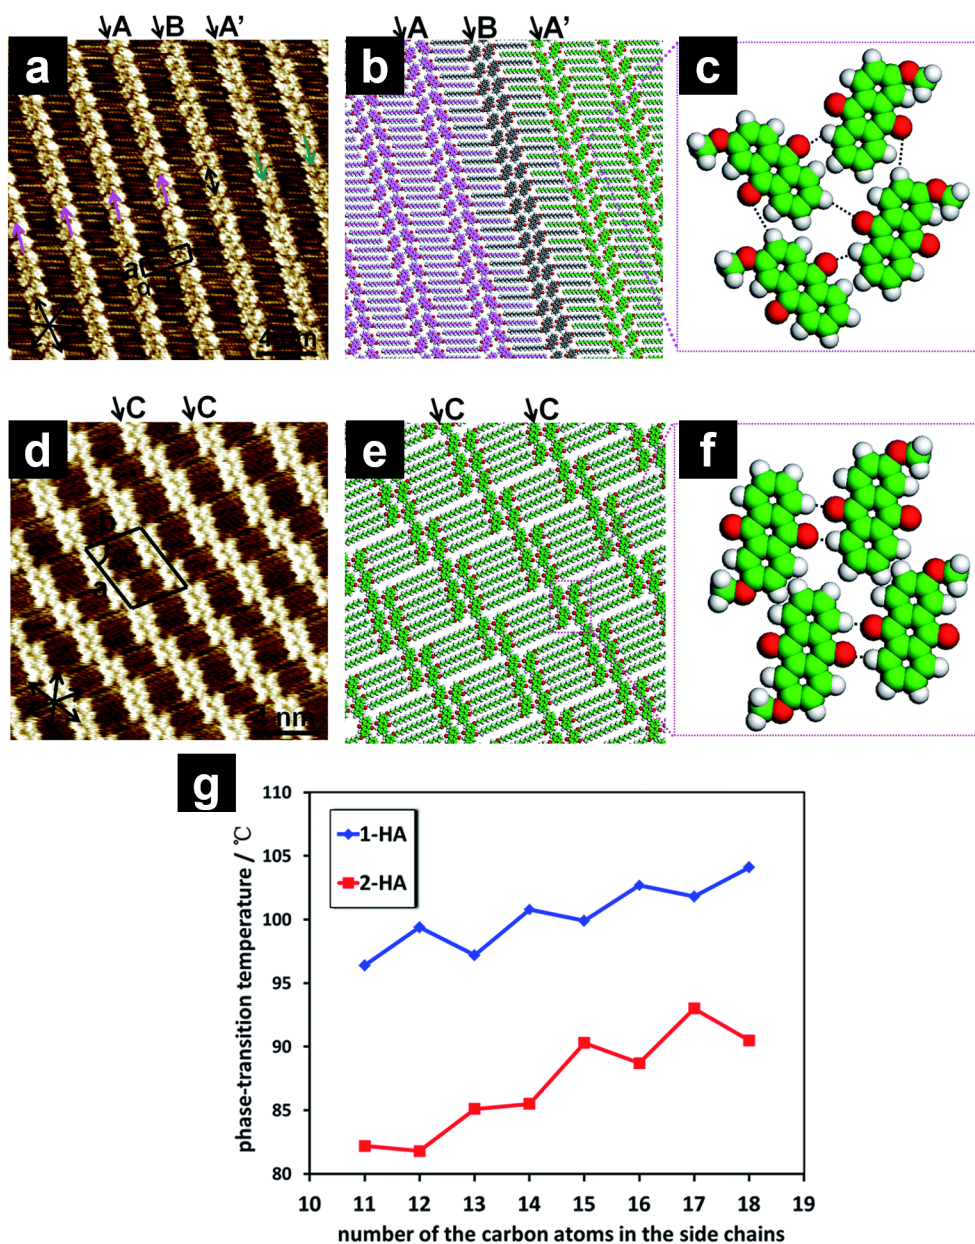 A B A'
A B A'
a
b
c
a
4 nm
C C
C C
d
e
f
b
a
nm
g
110
105
100
95
90
85
80
10 11 12 13 14 15 16 17 18 19
phase-transition temperature / ℃
1-HA
2-HA
number of the carbon atoms in the side chains